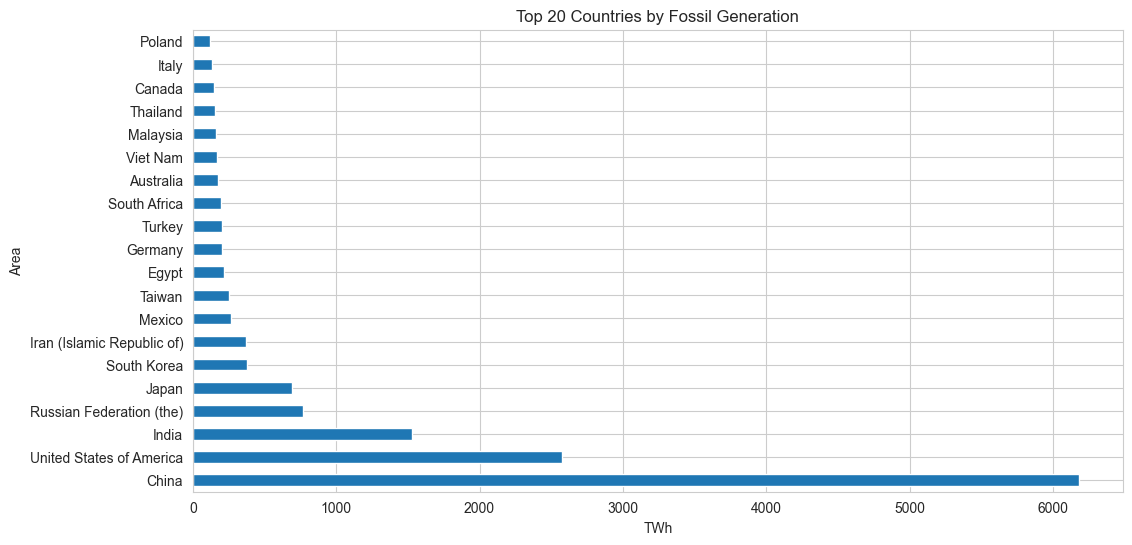 Top 20 Countries by Fossil Generation
Area
Poland
Italy
Canada
Thailand
Malaysia
Viet Nam
Australia
South Africa
Turkey
Germany
Egypt
Taiwan
Mexico
Iran (Islamic Republic of)
South Korea
Japan
Russian Federation (the)
India
United States of America
China
0 1000 2000 3000 4000 5000 6000
TWh